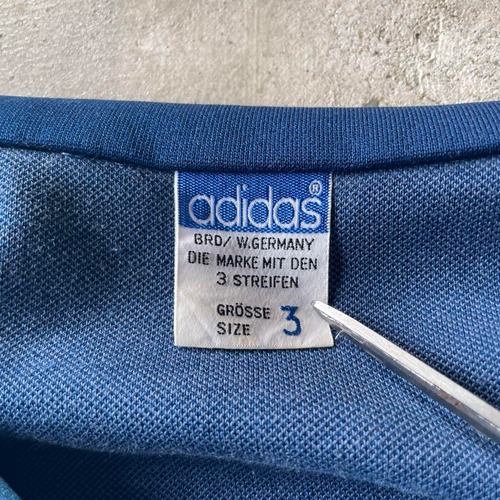 adidas®
BRD/ W.GERMANY
DIE MARKE MIT DEN
3 STREIFEN
GRÖSSE 3
SIZE